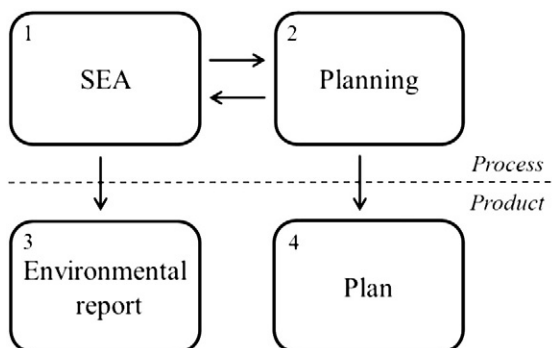 1
SEA
2
Planning
Process
Product
3
Environmental
report
4
Plan